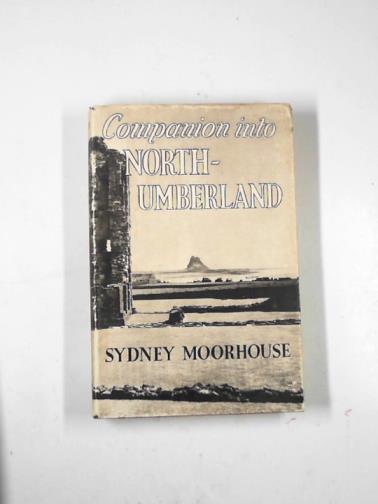 Companion into
NORTH-
UMBERLAND
SYDNEY MOORHOUSE